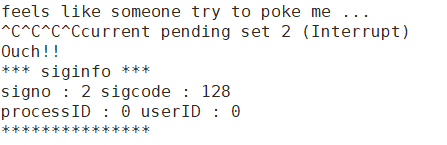 feels like someone try to poke me ...
^C^C^C^Ccurrent pending set 2 (Interrupt)
Ouch!!
*** siginfo ***
signo : 2 sigcode : 128
processID : 0 userID : 0
***************